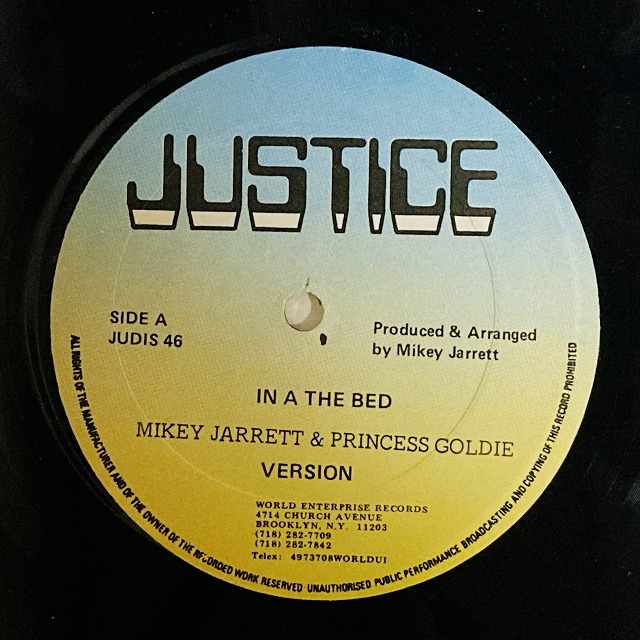 JUSTICE
SIDE A
JUDIS 46
Produced & Arranged
by Mikey Jarrett
IN A THE BED
MIKEY JARRETT & PRINCESS GOLDIE
VERSION
WORLD ENTERPRISE RECORDS
4714 CHURCH AVENUE
BROOKLYN, N.Y. 11203
(718) 282-7709
(718) 282-7842
Telex: 4973708WORLDUI
ALL RIGHTS OF THE MANUFACTURER AND OF THE OWNER OF THE RECORDED WORK RESERVED UNAUTHORISED PUBLIC PERFORMANCE BROADCASTING AND COPYING OF THIS RECORD PROHIBITED